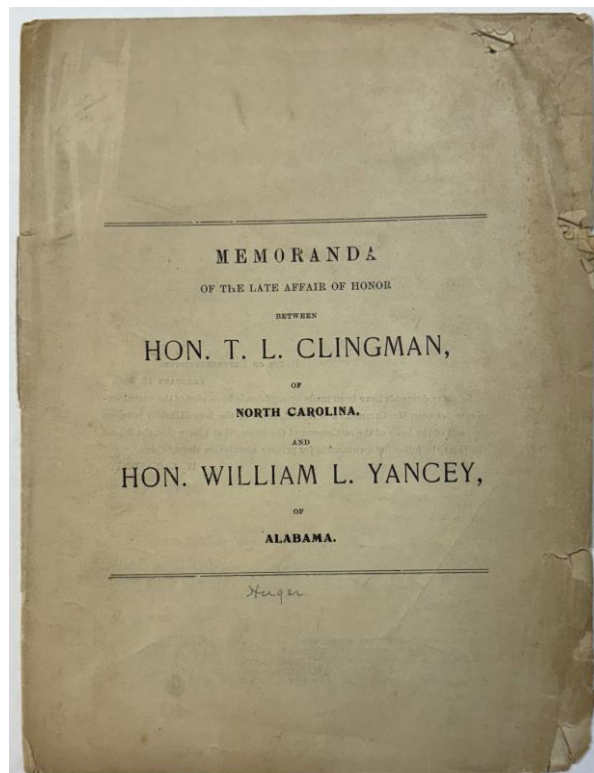 MEMORANDA
OF THE LATE AFFAIR OF HONOR
BETWEEN
HON. T. L. CLINGMAN,
OF
NORTH CAROLINA.
AND
HON. WILLIAM L. YANCEY,
OF
ALABAMA.
Huger